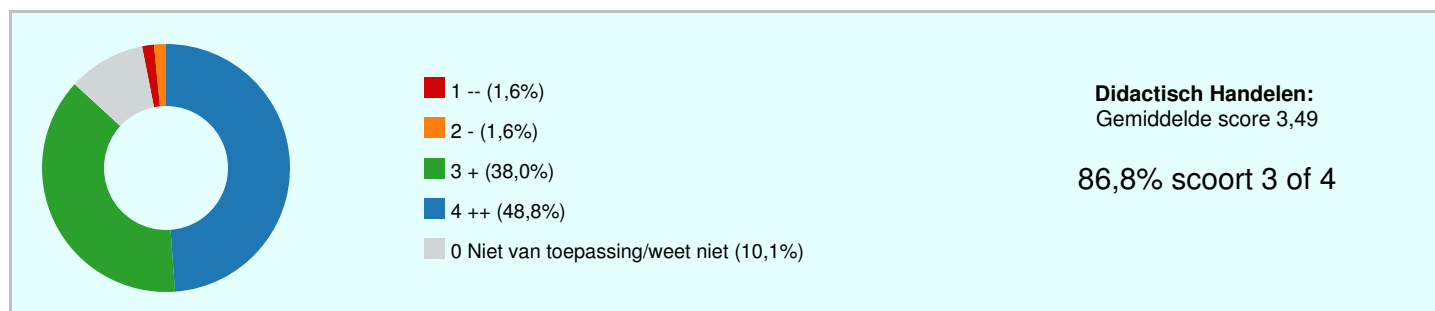 1 -- (1,6%)
2 - (1,6%)
3 + (38,0%)
4 ++ (48,8%)
0 Niet van toepassing/weet niet (10,1%)
Didactisch Handelen:
Gemiddelde score 3,49
86,8% scoort 3 of 4